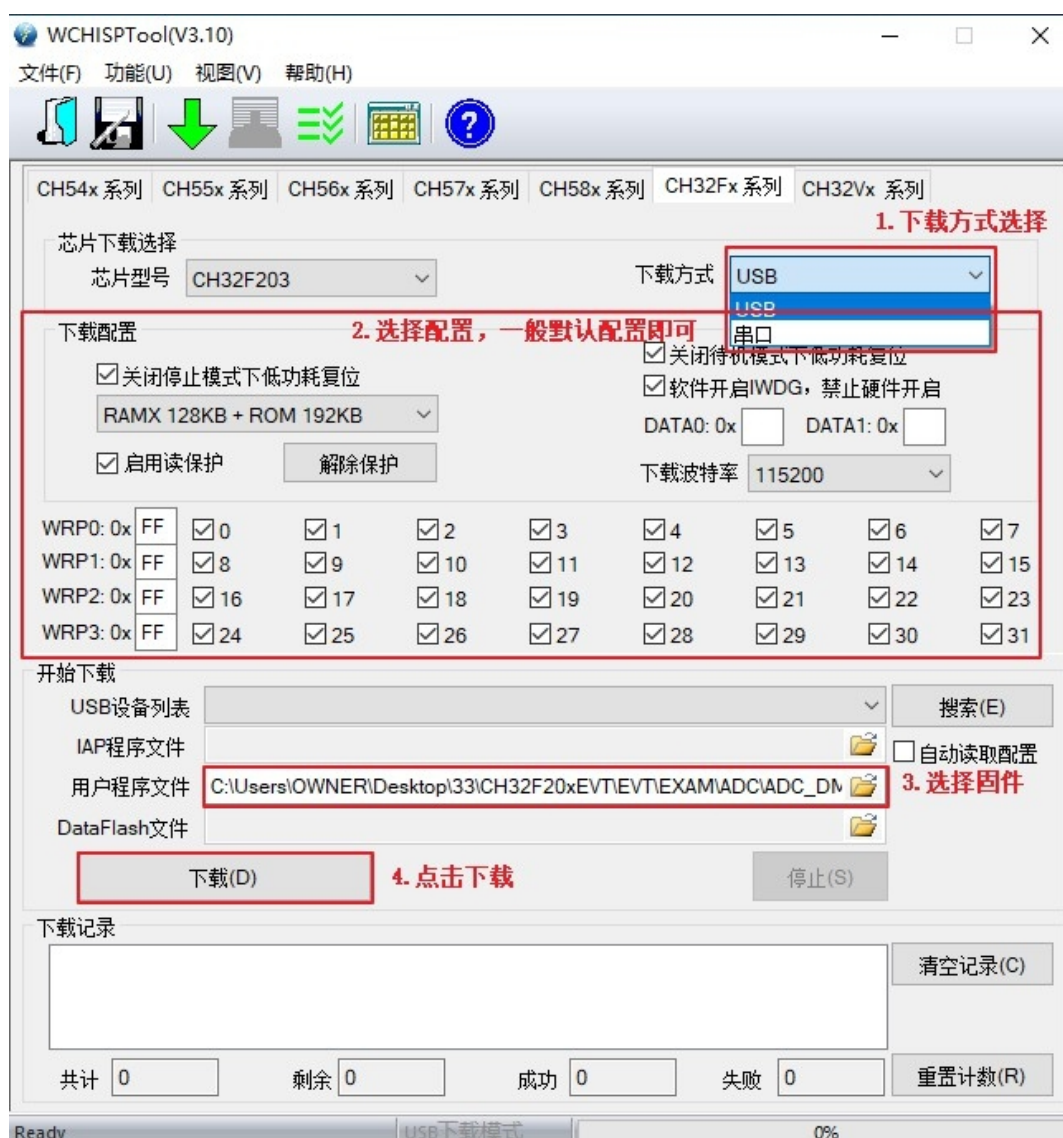 WCHISPTool(V3.10)
文件(F) 功能(U) 视图(V) 帮助(H)
CH54x 系列 CH55x 系列 CH56x 系列 CH57x 系列 CH58x 系列 CH32Fx 系列 CH32Vx 系列
1. 下载方式选择
芯片下载选择
芯片型号 CH32F203 下载方式 USB
USB
串口
下载配置
2. 选择配置，一般默认配置即可
关闭待机模式下低功耗复位
关闭停止模式下低功耗复位
软件开启IWDG，禁止硬件开启
RAMX 128KB + ROM 192KB
DATA0: 0x DATA1: 0x
启用读保护 解除保护
下载波特率 115200
WRP0: 0x FF 0 1 2 3 4 5 6 7
WRP1: 0x FF 8 9 10 11 12 13 14 15
WRP2: 0x FF 16 17 18 19 20 21 22 23
WRP3: 0x FF 24 25 26 27 28 29 30 31
开始下载
USB设备列表 搜索(E)
IAP程序文件 自动读取配置
用户程序文件 C:\Users\OWNER\Desktop\33\CH32F20xEVT\EVT\EXAM\ADC\ADC_DM 3. 选择固件
DataFlash文件
下载(D) 4. 点击下载 停止(S)
下载记录
清空记录(C)
共计 0 剩余 0 成功 0 失败 0 重置计数(R)
Ready USB下载模式 0%